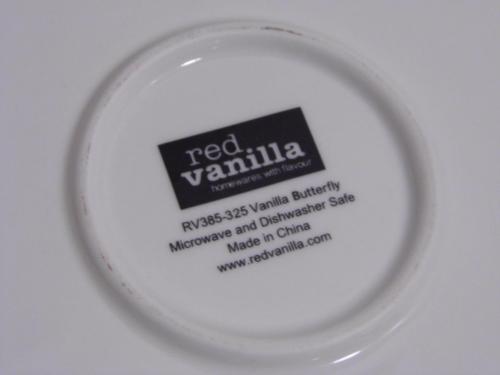 red
vanilla
homewares with flavour
RV385-325 Vanilla Butterfly
Microwave and Dishwasher Safe
Made in China
www.redvanilla.com